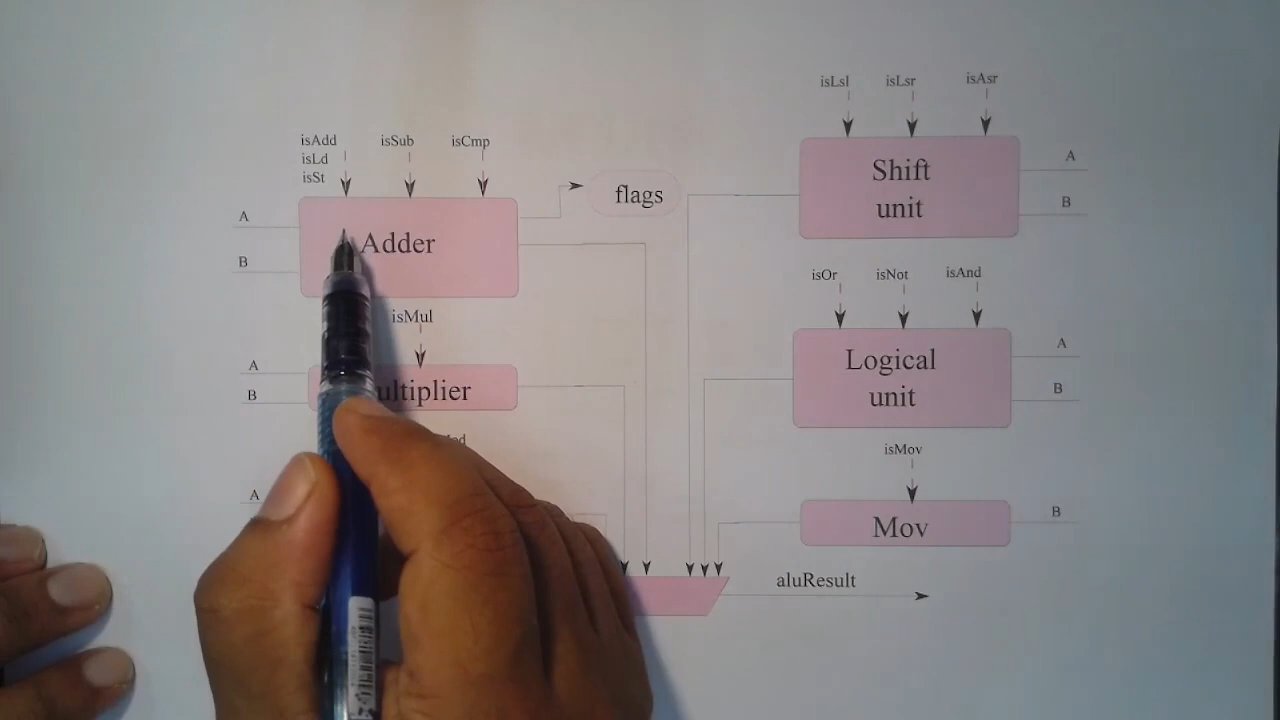 isAdd
isLd
isSt
isSub
isCmp
A
B
Adder
flags
isMul
A
B
A
isLsl
isLsr
isAsr
Shift
unit
A
B
isOr
isNot
isAnd
Logical
unit
A
B
isMov
Mov
B
aluResult